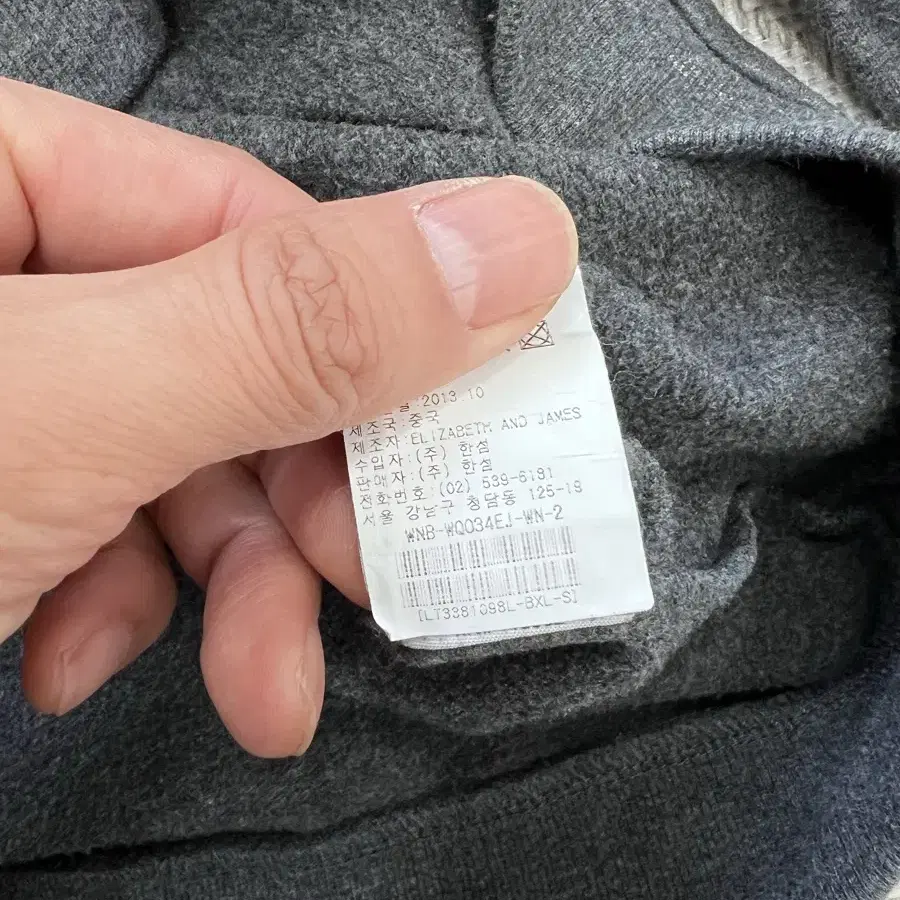 :2013.10
제조국:중국
제조자:ELIZABETH AND JAMES
수입자:(주) 한섬
판매자:(주) 한섬
전화번호:(02) 539-6191
서울 강남구 청담동 125-19
WNB-WQ034EJ-WN-2
[LT3381098L-BXL-S]